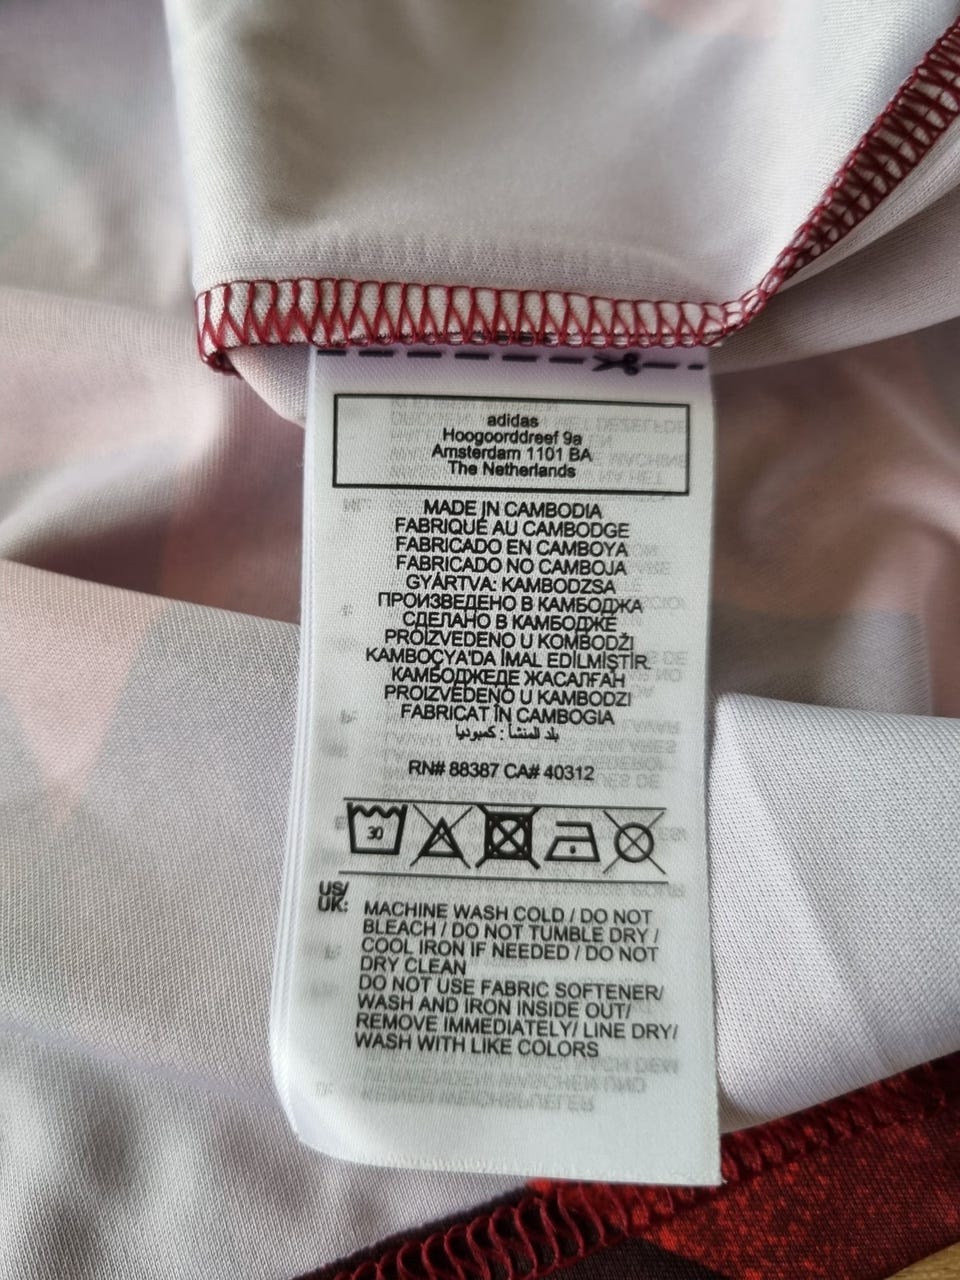 adidas
Hoogoorddreef 9a
Amsterdam 1101 BA
The Netherlands
MADE IN CAMBODIA
FABRIQUÉ AU CAMBODGE
FABRICADO EN CAMBOYA
FABRICADO NO CAMBOJA
GYÁRTVA: KAMBODZSA
ПРОИЗВЕДЕНО В КАМБОДЖА
СДЕЛАНО В КАМБОДЖЕ
PROIZVEDENO U KOMBODŽI
KAMBOÇYA'DA İMAL EDİLMİŞTİR
КАМБОДЖЕДЕ ЖАСАЛҒАН
PROIZVEDENO U KAMBODZI
FABRICAT ÎN CAMBOGIA
بلد المنشأ : كمبوديا
RN# 88387 CA# 40312
30
US/
UK:
MACHINE WASH COLD / DO NOT
BLEACH / DO NOT TUMBLE DRY /
COOL IRON IF NEEDED / DO NOT
DRY CLEAN
DO NOT USE FABRIC SOFTENER/
WASH AND IRON INSIDE OUT/
REMOVE IMMEDIATELY/ LINE DRY/
WASH WITH LIKE COLORS